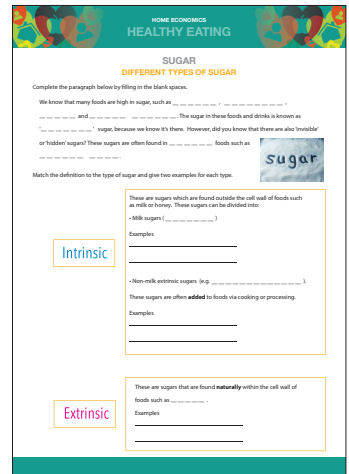 HOME ECONOMICS
HEALTHY EATING
SUGAR
DIFFERENT TYPES OF SUGAR
Complete the paragraph below by filling in the blank spaces.
We know that many foods are high in sugar, such as _ _ _ _ _ _ , _ _ _ _ _ _ _ _ ,
_ _ _ _ _ and _ _ _ _ _ _ _ _ _ _. The sugar in these foods and drinks is known as
'_ _ _ _ _ _ _' sugar, because we know it's there. However, did you know that there are also 'invisible'
or 'hidden' sugars? These sugars are often found in _ _ _ _ _ _ foods such as
_ _ _ _ _ _ _ _ _ _.
sugar
Match the definition to the type of sugar and give two examples for each type.
These are sugars which are found outside the cell wall of foods such
as milk or honey. These sugars can be divided into:
• Milk sugars ( _ _ _ _ _ _ _ )
Examples
Intrinsic
• Non-milk extrinsic sugars (e.g. _ _ _ _ _ _ _ _ _ _ _ _ _ ).
These sugars are often added to foods via cooking or processing.
Examples
These are sugars that are found naturally within the cell wall of
foods such as _ _ _ _ _ .
Extrinsic
Examples